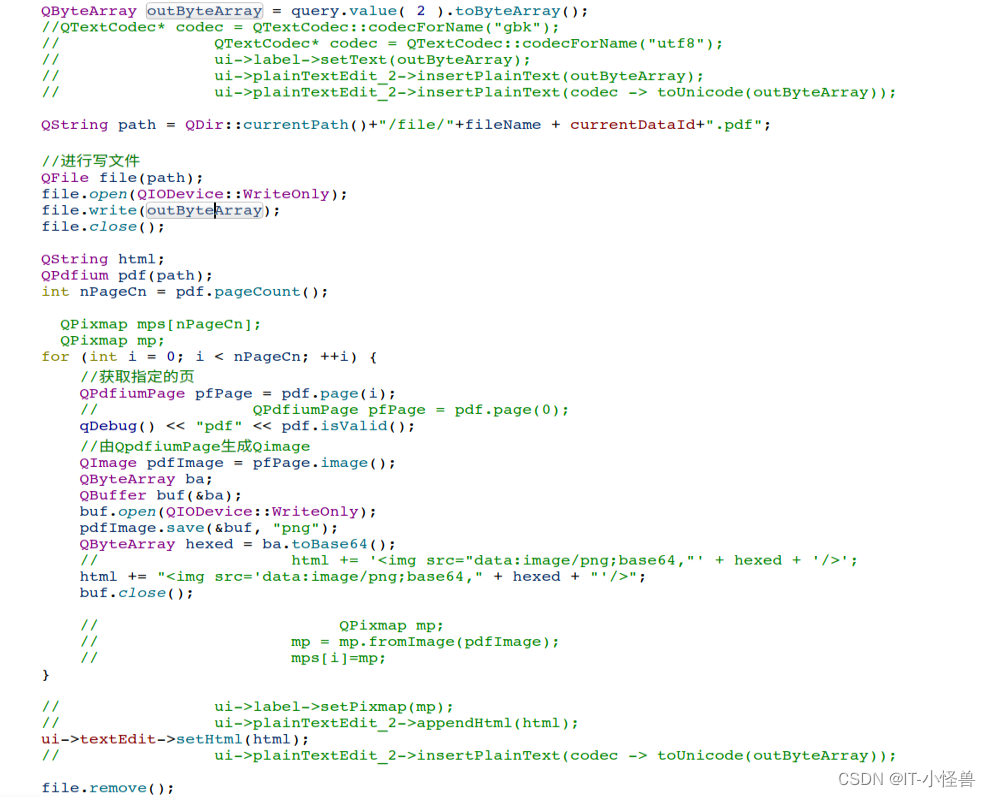 QByteArray outByteArray = query.value( 2 ).toByteArray();
//QTextCodec* codec = QTextCodec::codecForName("gbk");
//            QTextCodec* codec = QTextCodec::codecForName("utf8");
//            ui->label->setText(outByteArray);
//            ui->plainTextEdit_2->insertPlainText(outByteArray);
//            ui->plainTextEdit_2->insertPlainText(codec -> toUnicode(outByteArray));
QString path = QDir::currentPath()+"/file/"+fileName + currentDataId+".pdf";
//进行写文件
QFile file(path);
file.open(QIODevice::WriteOnly);
file.write(outByteArray);
file.close();
QString html;
QPdfium pdf(path);
int nPageCn = pdf.pageCount();
  QPixmap mps[nPageCn];
  QPixmap mp;
for (int i = 0; i < nPageCn; ++i) {
    //获取指定的页
    QPdfiumPage pfPage = pdf.page(i);
    //                QPdfiumPage pfPage = pdf.page(0);
    qDebug() << "pdf" << pdf.isValid();
    //由QpdfiumPage生成Qimage
    QImage pdfImage = pfPage.image();
    QByteArray ba;
    QBuffer buf(&ba);
    buf.open(QIODevice::WriteOnly);
    pdfImage.save(&buf, "png");
    QByteArray hexed = ba.toBase64();
    //                    html += '<img src="data:image/png;base64,"' + hexed + '/>';
    html += "<img src='data:image/png;base64," + hexed + "'/>";
    buf.close();
    //                         QPixmap mp;
    //                    mp = mp.fromImage(pdfImage);
    //                    mps[i]=mp;
}
//                ui->label->setPixmap(mp);
//                ui->plainTextEdit_2->appendHtml(html);
ui->textEdit->setHtml(html);
//                ui->plainTextEdit_2->insertPlainText(codec -> toUnicode(outByteArray));
file.remove();
CSDN @IT-小怪兽